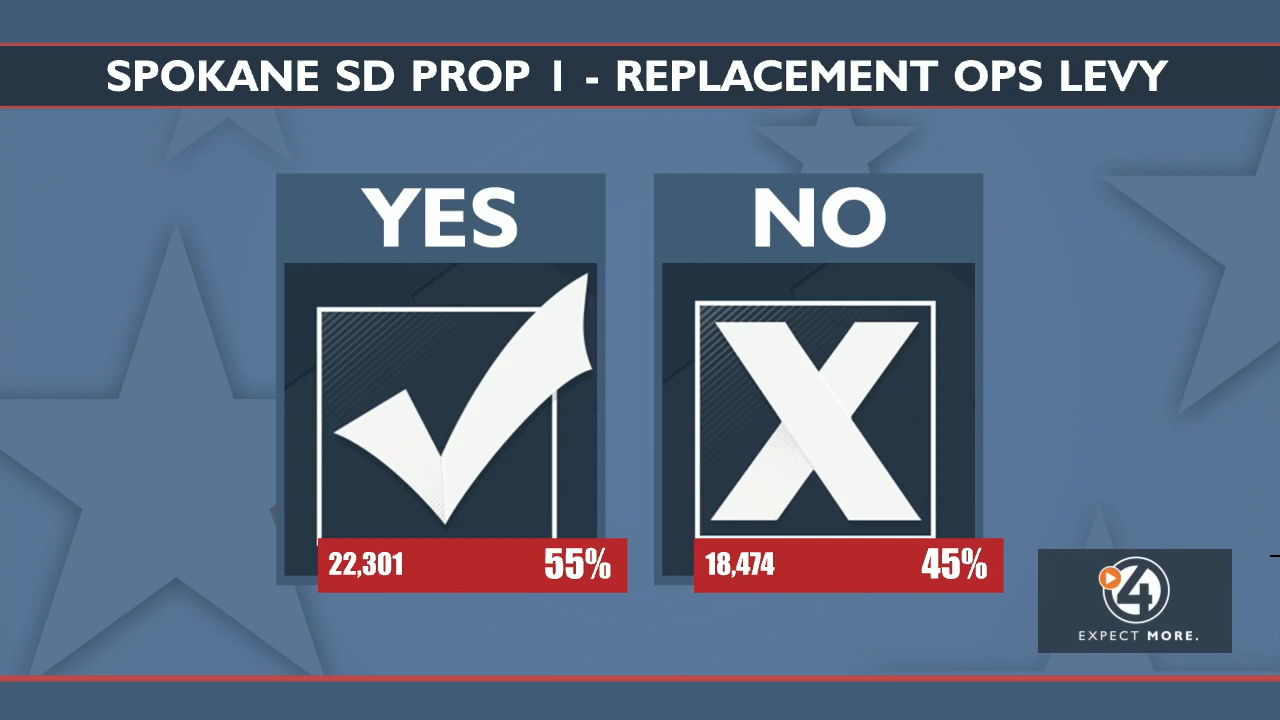 SPOKANE SD PROP 1 - REPLACEMENT OPS LEVY
YES
NO
22,301 55%
18,474 45%
4
EXPECT MORE.